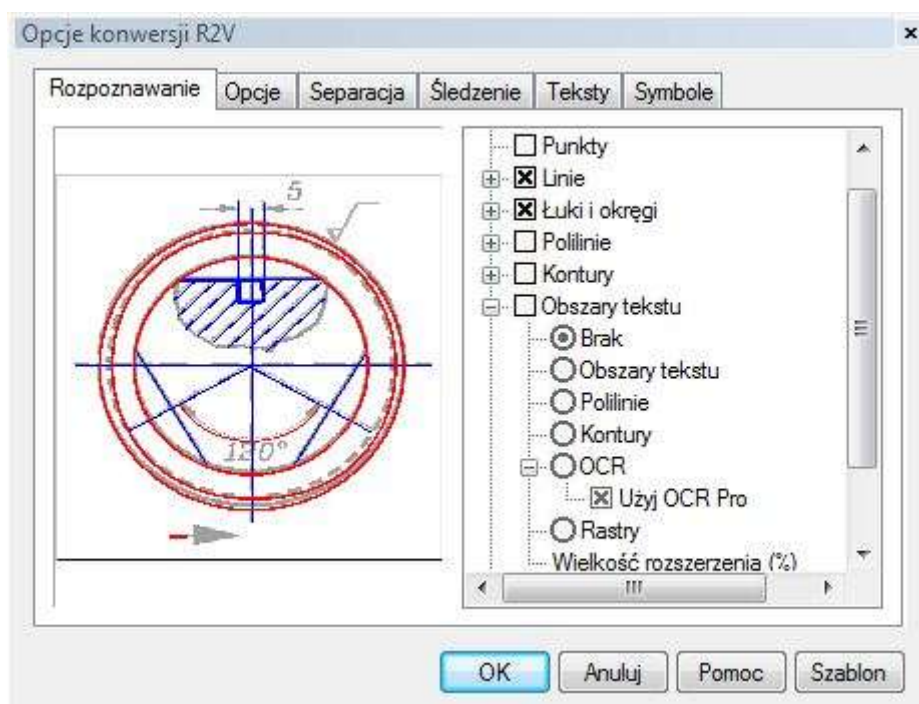 Opcje konwersji R2V
Rozpoznawanie Opcje Separacja Śledzenie Teksty Symbole
5
120°
Punkty
Linie
Łuki i okręgi
Polilinie
Kontury
Obszary tekstu
Brak
Obszary tekstu
Polilinie
Kontury
OCR
Użyj OCR Pro
Rastry
Wielkość rozszerzenia (%)
OK Anuluj Pomoc Szablon